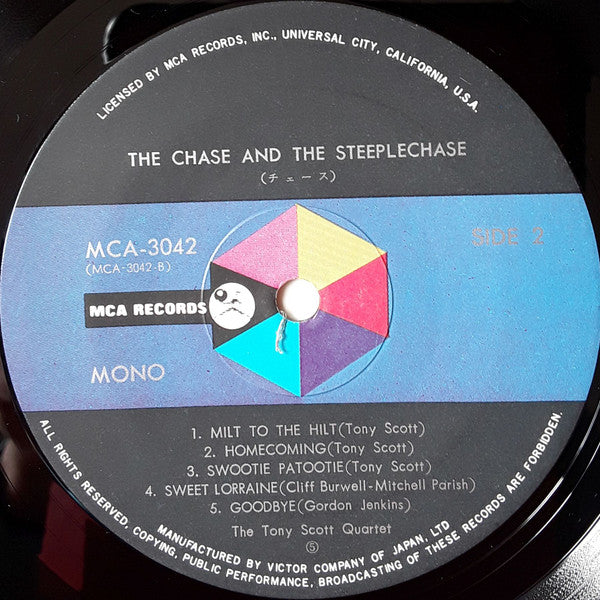 LICENSED BY MCA RECORDS, INC., UNIVERSAL CITY, CALIFORNIA, U.S.A.
THE CHASE AND THE STEEPLECHASE
(チェース)
MCA-3042
(MCA-3042-B)
SIDE 2
MCA RECORDS
MONO
1. MILT TO THE HILT(Tony Scott)
2. HOMECOMING(Tony Scott)
3. SWOOTIE PATOOTIE(Tony Scott)
4. SWEET LORRAINE(Cliff Burwell-Mitchell Parish)
5. GOODBYE(Gordon Jenkins)
The Tony Scott Quartet
⑤
MANUFACTURED BY VICTOR COMPANY OF JAPAN, LTD
ALL RIGHTS RESERVED, COPYING, PUBLIC PERFORMANCE, BROADCASTING OF THESE RECORDS ARE FORBIDDEN.